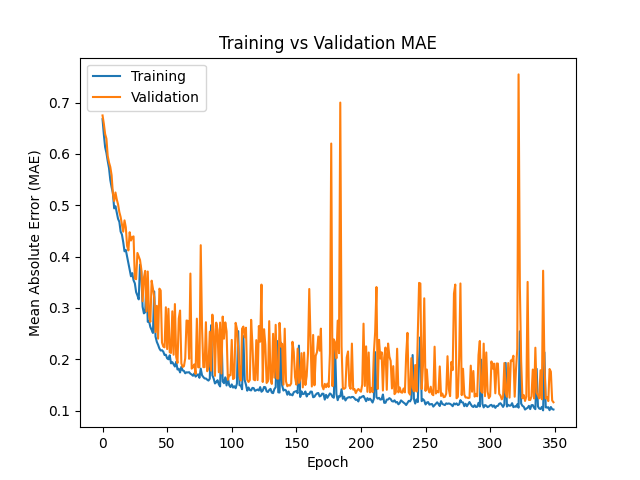 Training vs Validation MAE
Training
Validation
0.7
0.6
0.5
0.4
0.3
0.2
0.1
Mean Absolute Error (MAE)
0 50 100 150 200 250 300 350
Epoch